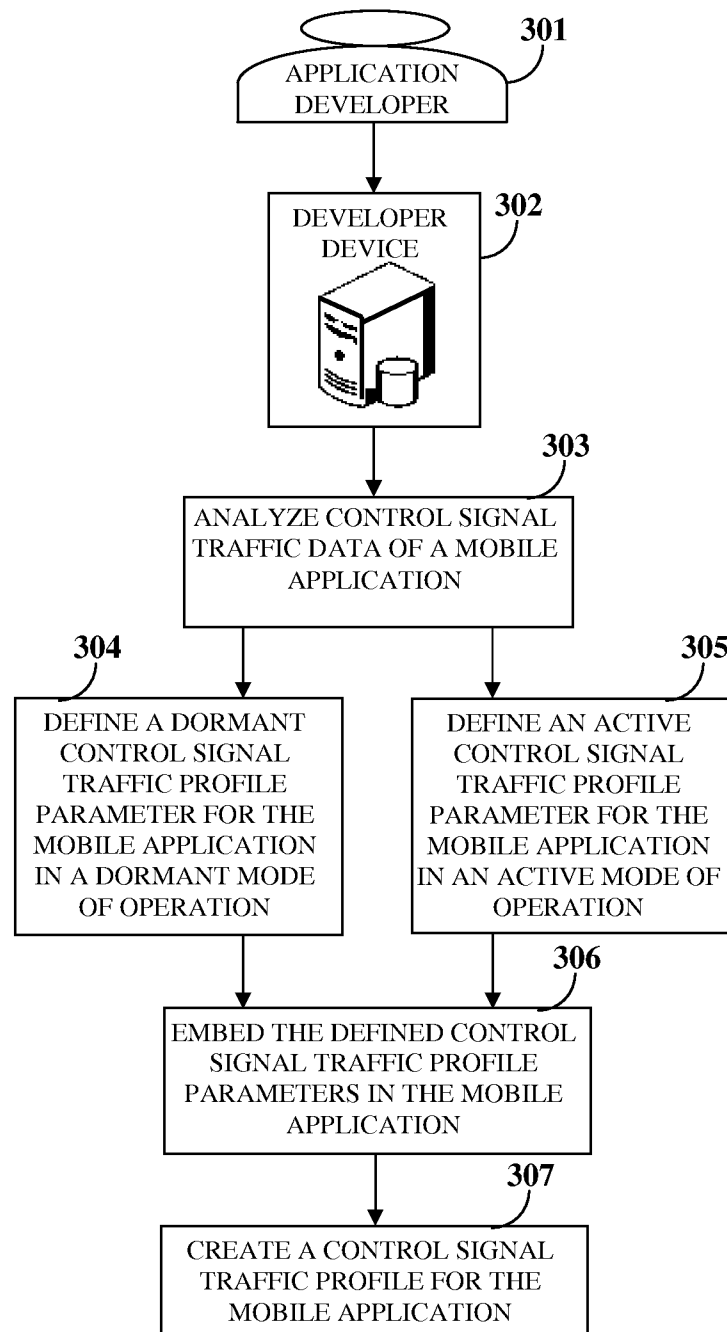 301
APPLICATION
DEVELOPER
302
DEVELOPER
DEVICE
303
ANALYZE CONTROL SIGNAL
TRAFFIC DATA OF A MOBILE
APPLICATION
304
DEFINE A DORMANT
CONTROL SIGNAL
TRAFFIC PROFILE
PARAMETER FOR THE
MOBILE APPLICATION
IN A DORMANT MODE
OF OPERATION
305
DEFINE AN ACTIVE
CONTROL SIGNAL
TRAFFIC PROFILE
PARAMETER FOR THE
MOBILE APPLICATION
IN AN ACTIVE MODE OF
OPERATION
306
EMBED THE DEFINED CONTROL
SIGNAL TRAFFIC PROFILE
PARAMETERS IN THE MOBILE
APPLICATION
307
CREATE A CONTROL SIGNAL
TRAFFIC PROFILE FOR THE
MOBILE APPLICATION